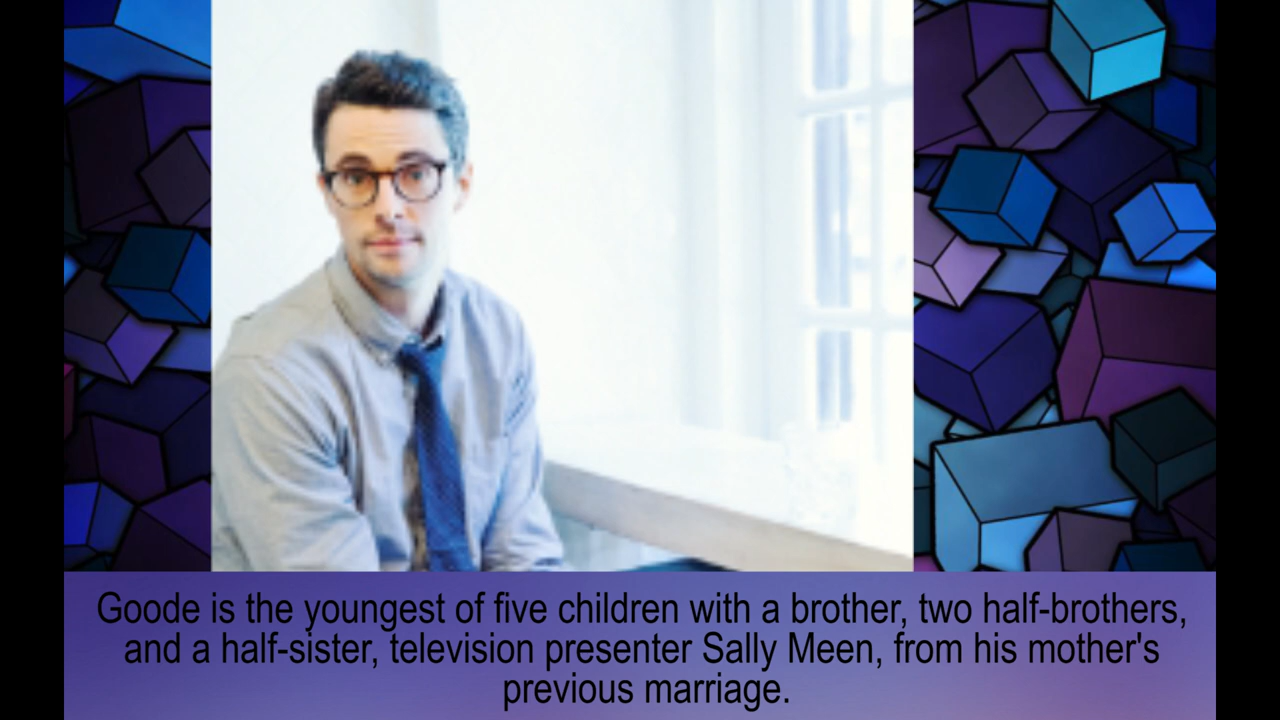 Goode is the youngest of five children with a brother, two half-brothers,
and a half-sister, television presenter Sally Meen, from his mother's
previous marriage.